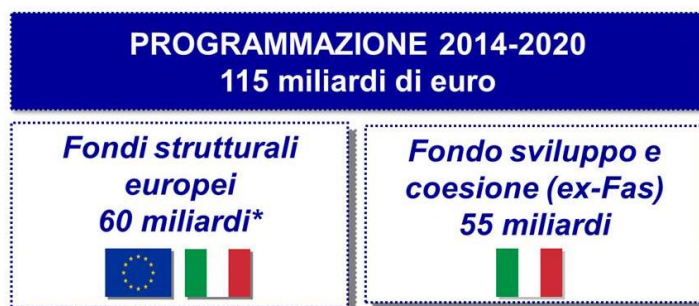 PROGRAMMAZIONE 2014-2020
115 miliardi di euro
Fondi strutturali
europei
60 miliardi*
Fondo sviluppo e
coesione (ex-Fas)
55 miliardi